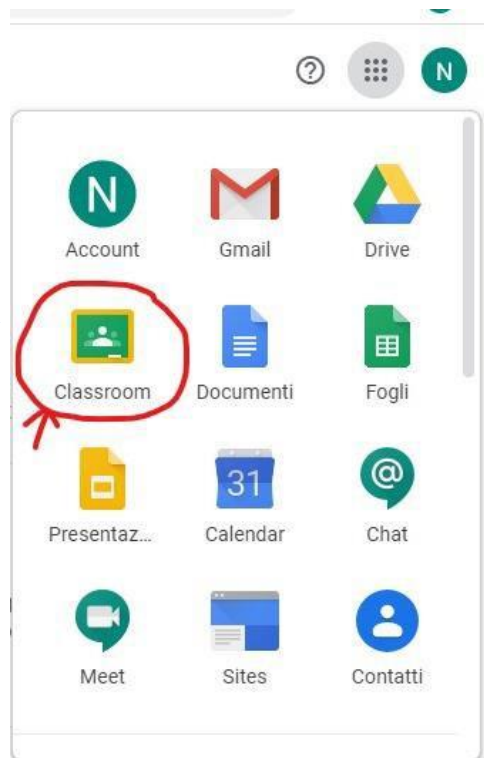 N
N
Account Gmail Drive
Classroom Documenti Fogli
31 @
Presentaz... Calendar Chat
Meet Sites Contatti